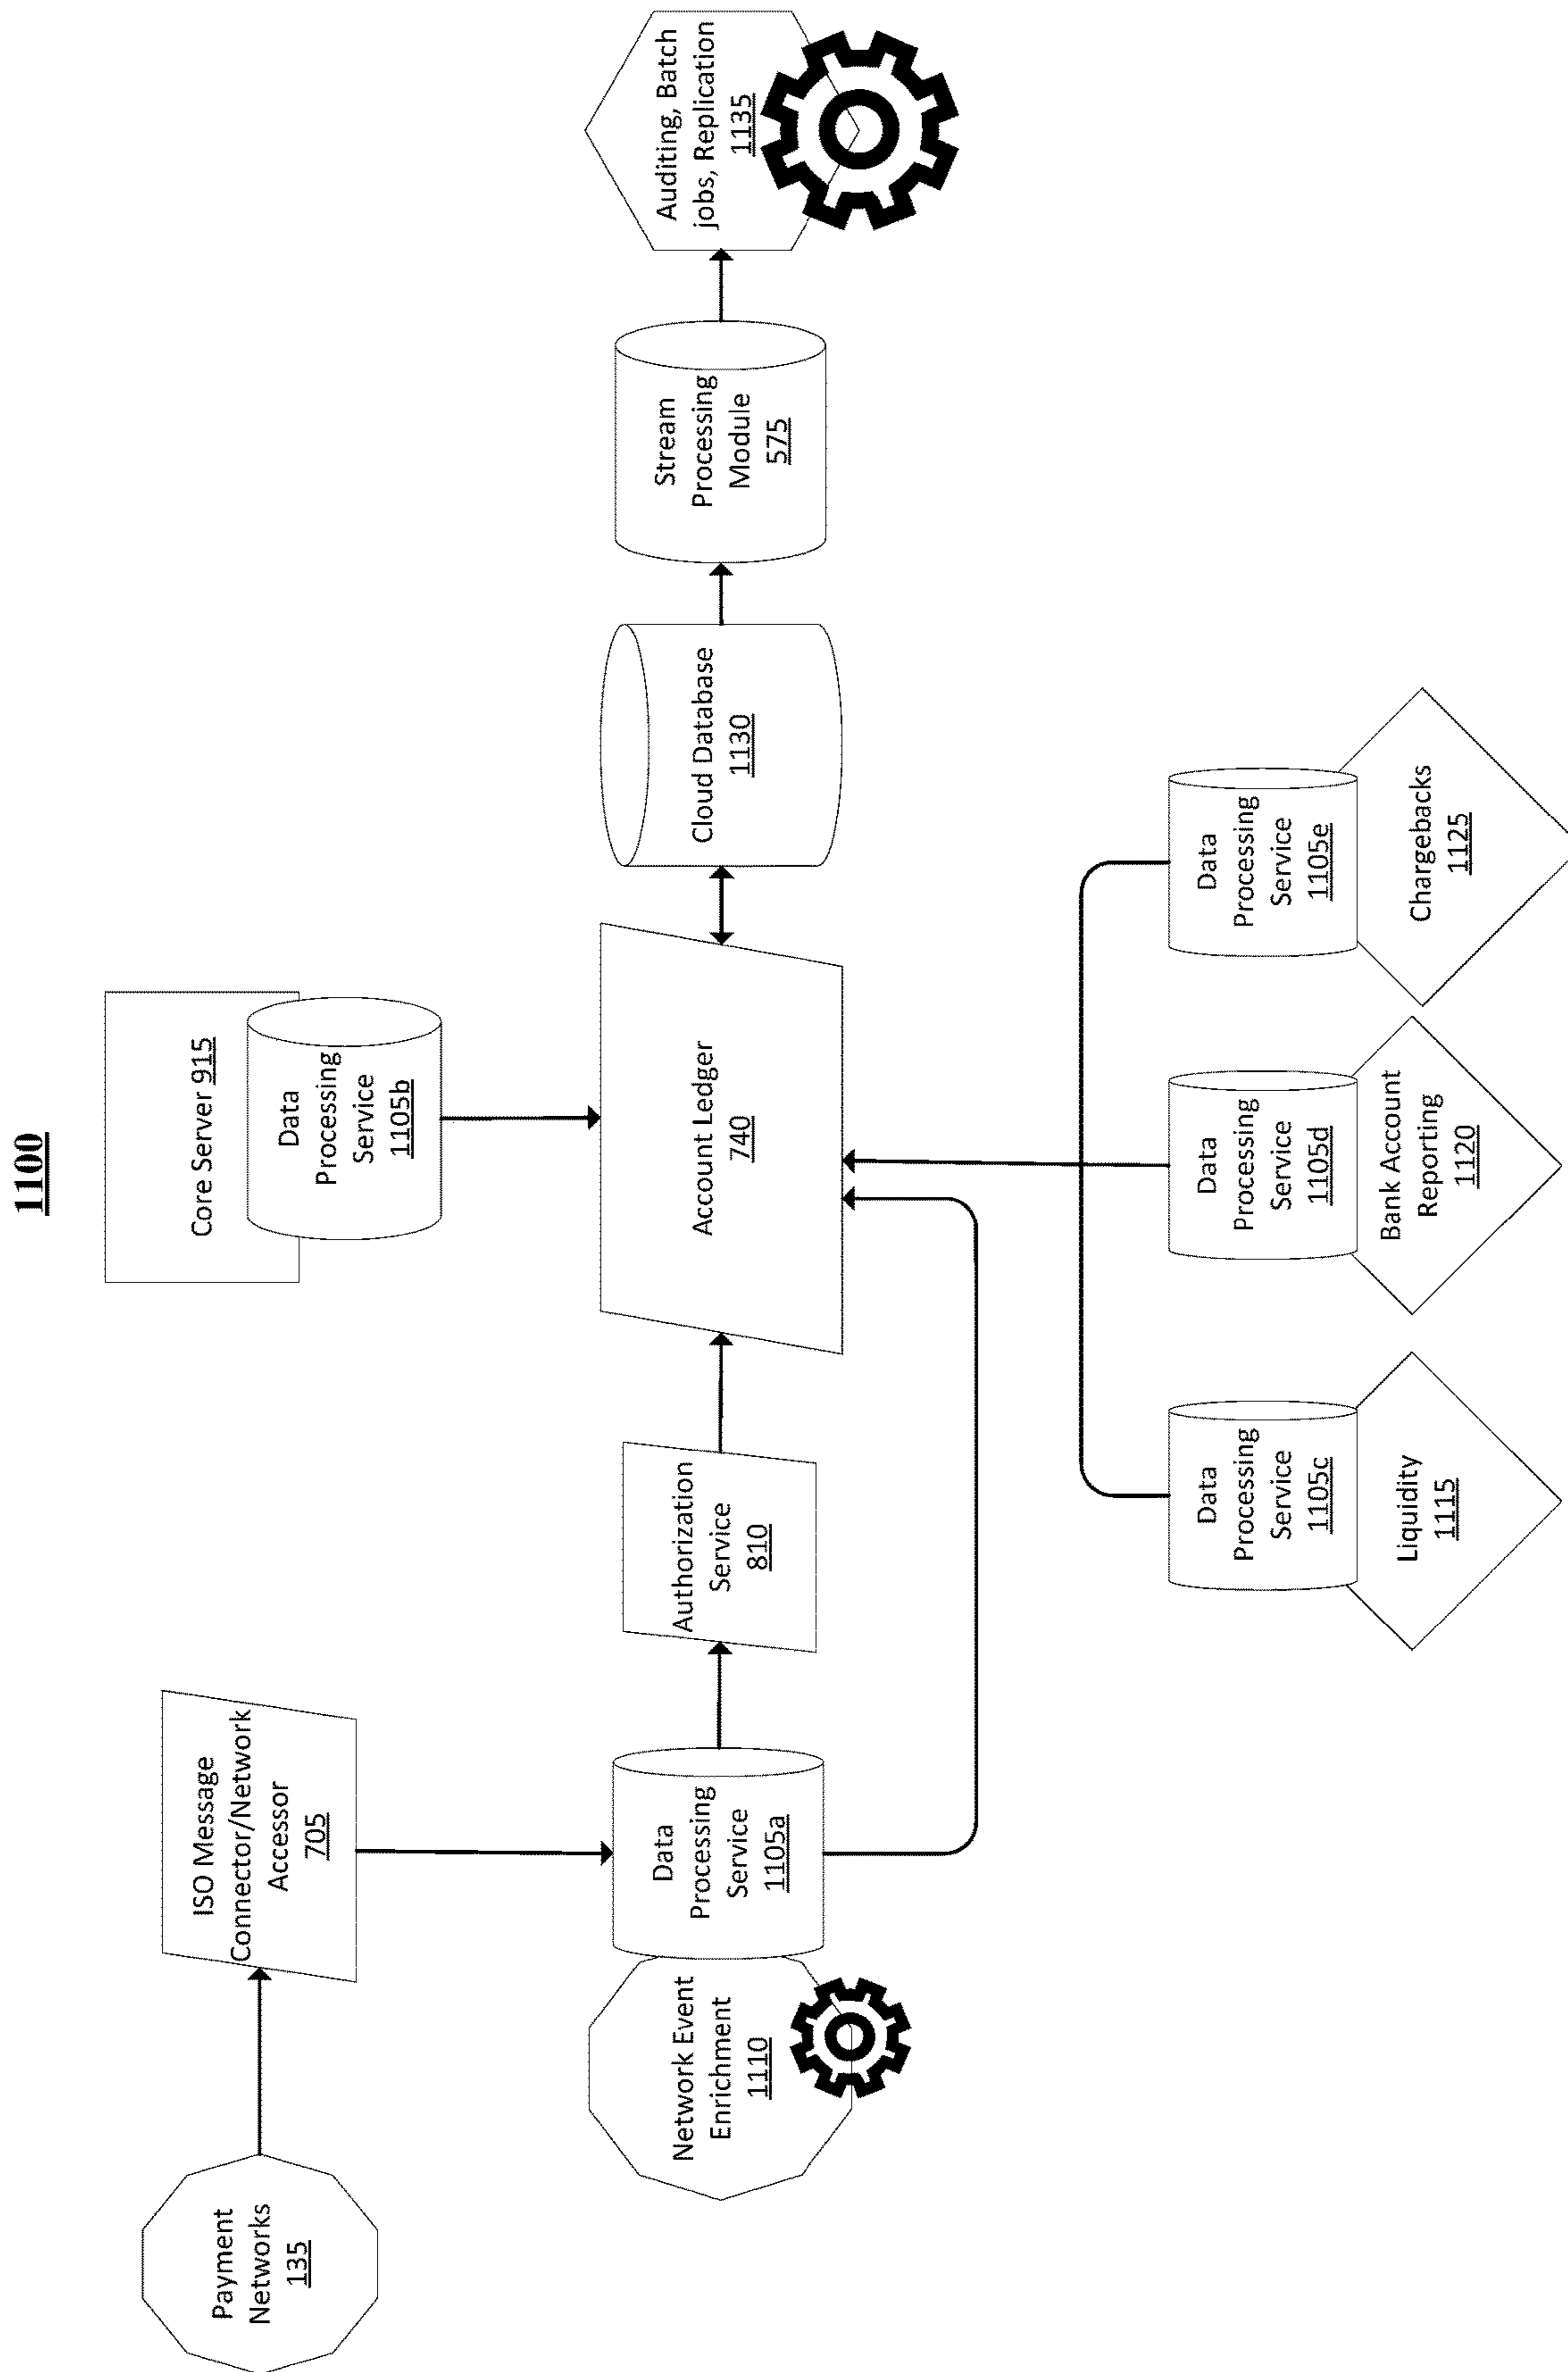 1100
Core Server 915
Data
Processing
Service
1105b
Payment
Networks
135
ISO Message
Connector/Network
Accessor
705
Network Event
Enrichment
1110
Data
Processing
Service
1105a
Authorization
Service
810
Account Ledger
740
Cloud Database
1130
Stream
Processing
Module
575
Auditing, Batch
jobs, Replication
1135
Data
Processing
Service
1105c
Liquidity
1115
Data
Processing
Service
1105d
Bank Account
Reporting
1120
Data
Processing
Service
1105e
Chargebacks
1125